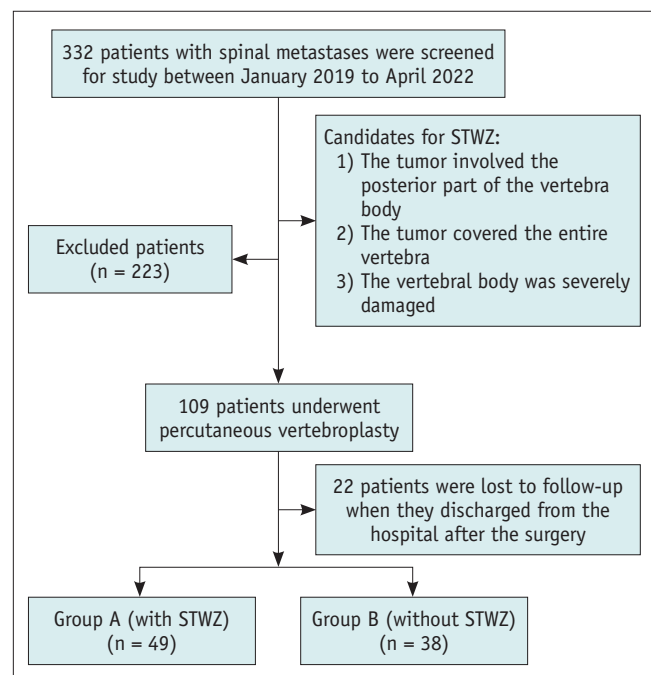 332 patients with spinal metastases were screened
for study between January 2019 to April 2022
Candidates for STWZ:
1) The tumor involved the
posterior part of the vertebra
body
2) The tumor covered the entire
vertebra
3) The vertebral body was severely
damaged
Excluded patients
(n = 223)
109 patients underwent
percutaneous vertebroplasty
22 patients were lost to follow-up
when they discharged from the
hospital after the surgery
Group A (with STWZ)
(n = 49)
Group B (without STWZ)
(n = 38)